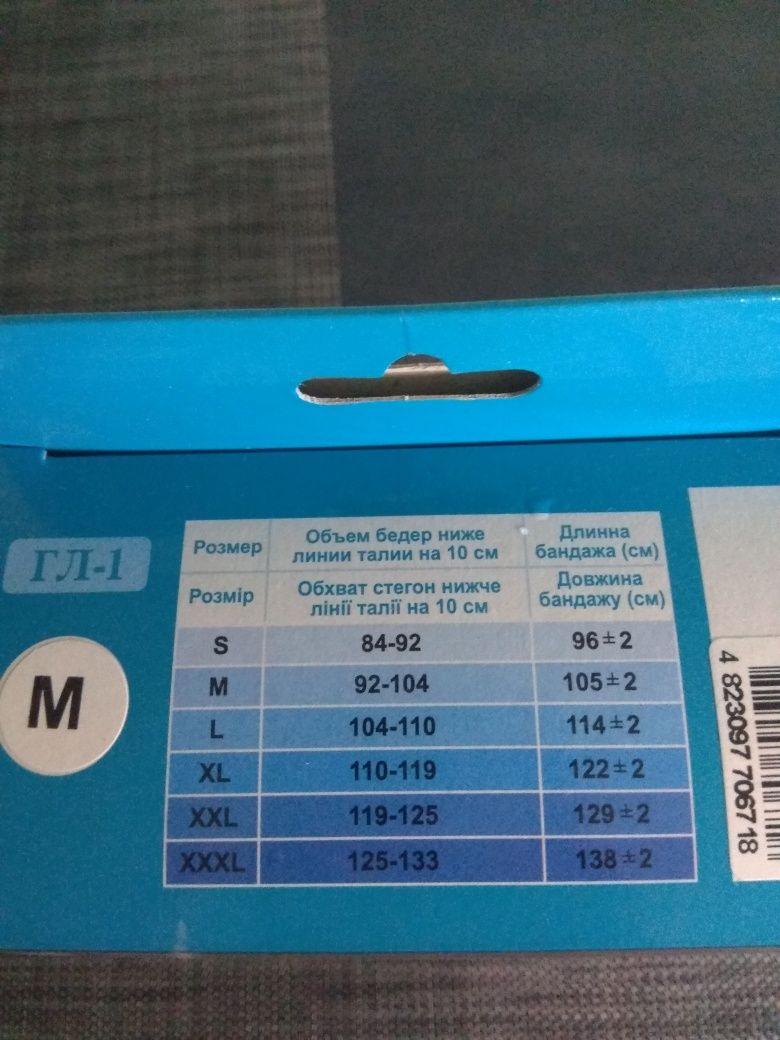 ГЛ-1
M
Розмер
Объем бедер ниже
линии талии на 10 см
Длинна
бандажа (см)
Розмір
Обхват стегон нижче
лінії талії на 10 см
Довжина
бандажу (см)
S 84-92 96±2
M 92-104 105±2
L 104-110 114±2
XL 110-119 122±2
XXL 119-125 129±2
XXXL 125-133 138±2
4 823097 706718